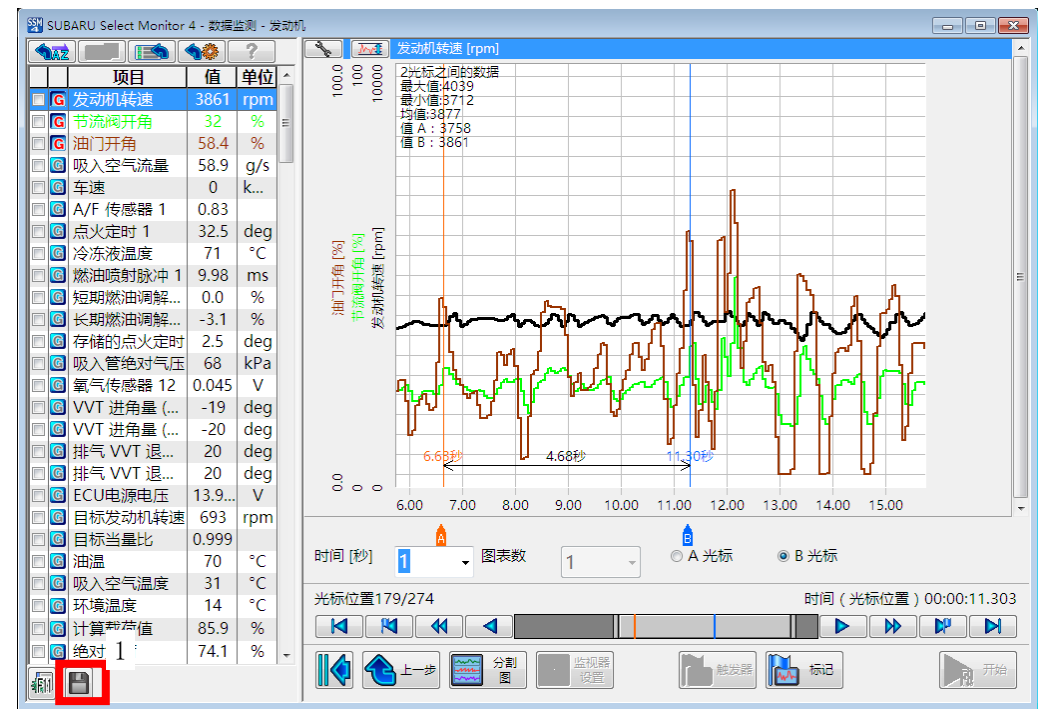 SSM 4 SUBARU Select Monitor 4 - 数据监测 - 发动机
项目 值 单位
发动机转速 3861 rpm
节流阀开角 32 %
油门开角 58.4 %
吸入空气流量 58.9 g/s
车速 0 k...
A/F 传感器 1 0.83
点火定时 1 32.5 deg
冷冻液温度 71 °C
燃油喷射脉冲 1 9.98 ms
短期燃油调解... 0.0 %
长期燃油调解... -3.1 %
存储的点火定时 2.5 deg
吸入管绝对气压 68 kPa
氧气传感器 12 0.045 V
VVT 进角量 (... -19 deg
VVT 进角量 (... -20 deg
排气 VVT 退... 20 deg
排气 VVT 退... 20 deg
ECU电源电压 13.9... V
目标发动机转速 693 rpm
目标当量比 0.999
油温 70 °C
吸入空气温度 31 °C
环境温度 14 °C
计算载荷值 85.9 %
绝对 74.1 %
1
发动机转速 [rpm]
100.0 100 10000
2光标之间的数据
最大值:4039
最小值:3712
均值:3877
值 A : 3758
值 B : 3861
油门开角 [%]
节流阀开角 [%]
发动机转速 [rpm]
6.63秒 4.68秒 11.30秒
0.0 0 0
6.00 7.00 8.00 9.00 10.00 11.00 12.00 13.00 14.00 15.00
A B
时间 [秒] 1 图表数 1 A 光标 B 光标
光标位置179/274 时间 ( 光标位置 ) 00:00:11.303
上一步 分割图 监视器设置 触发器 标记 开始